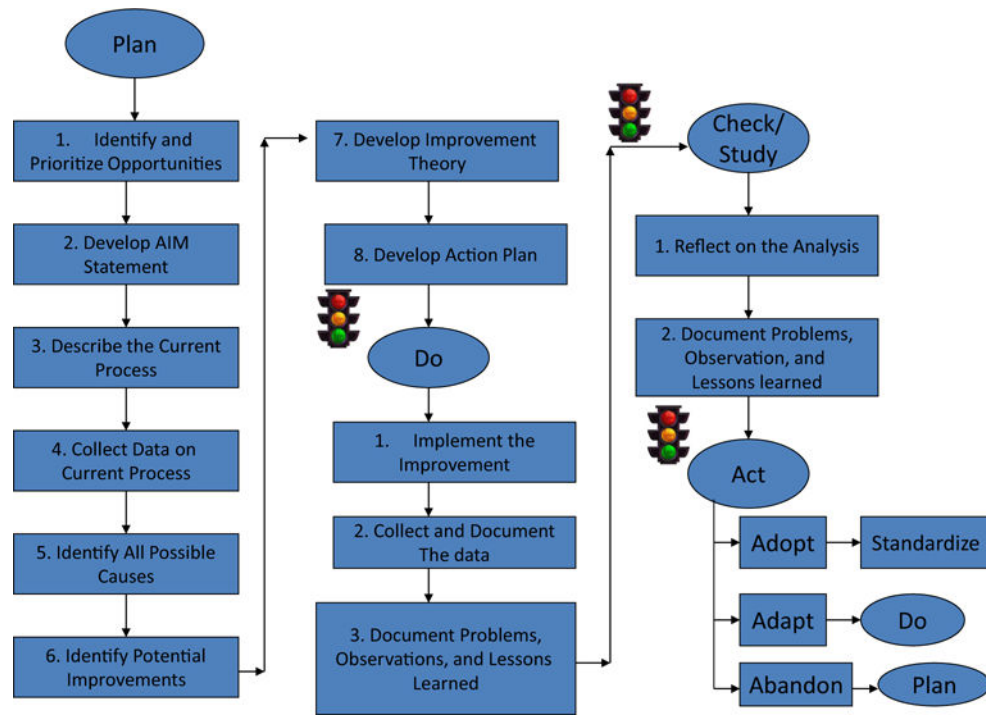 Plan
1. Identify and
Prioritize Opportunities
2. Develop AIM
Statement
3. Describe the Current
Process
4. Collect Data on
Current Process
5. Identify All Possible
Causes
6. Identify Potential
Improvements
7. Develop Improvement
Theory
8. Develop Action Plan
Do
1. Implement the
Improvement
2. Collect and Document
The data
3. Document Problems,
Observations, and Lessons
Learned
Check/
Study
1. Reflect on the Analysis
2. Document Problems,
Observation, and
Lessons learned
Act
Adopt
Standardize
Adapt
Do
Abandon
Plan